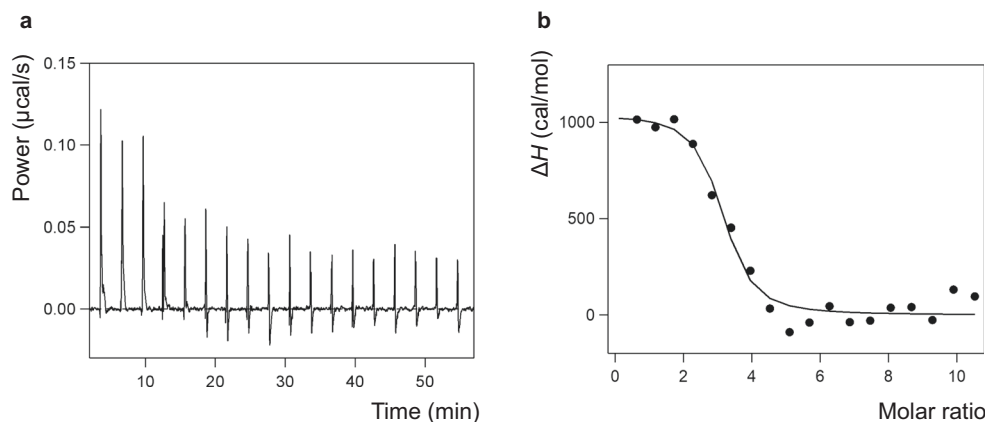 a
0.15
0.10
0.05
0.00
Power (µcal/s)
10 20 30 40 50
Time (min)
b
1000
500
0
ΔH (cal/mol)
0 2 4 6 8 10
Molar ratio